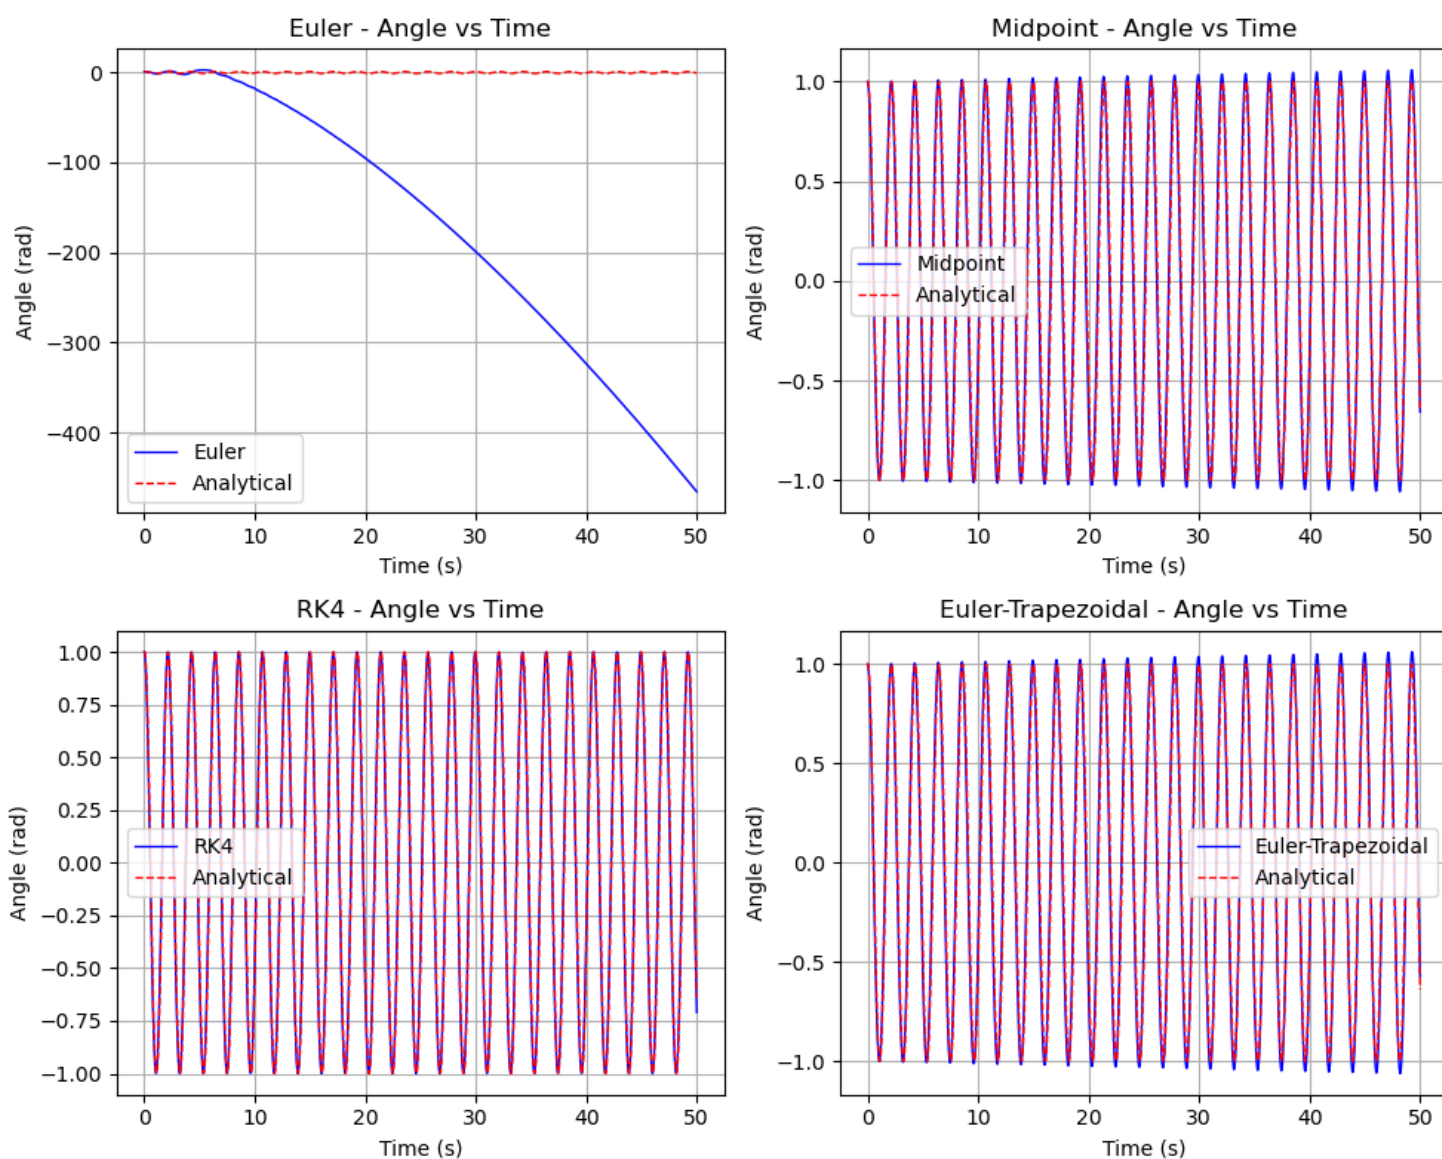 Euler - Angle vs Time
Angle (rad)
0
−100
−200
−300
−400
Euler
Analytical
0 10 20 30 40 50
Time (s)
Midpoint - Angle vs Time
Angle (rad)
1.0
0.5
0.0
−0.5
−1.0
Midpoint
Analytical
0 10 20 30 40 50
Time (s)
RK4 - Angle vs Time
Angle (rad)
1.00
0.75
0.50
0.25
0.00
−0.25
−0.50
−0.75
−1.00
RK4
Analytical
0 10 20 30 40 50
Time (s)
Euler-Trapezoidal - Angle vs Time
Angle (rad)
1.0
0.5
0.0
−0.5
−1.0
Euler-Trapezoidal
Analytical
0 10 20 30 40 50
Time (s)